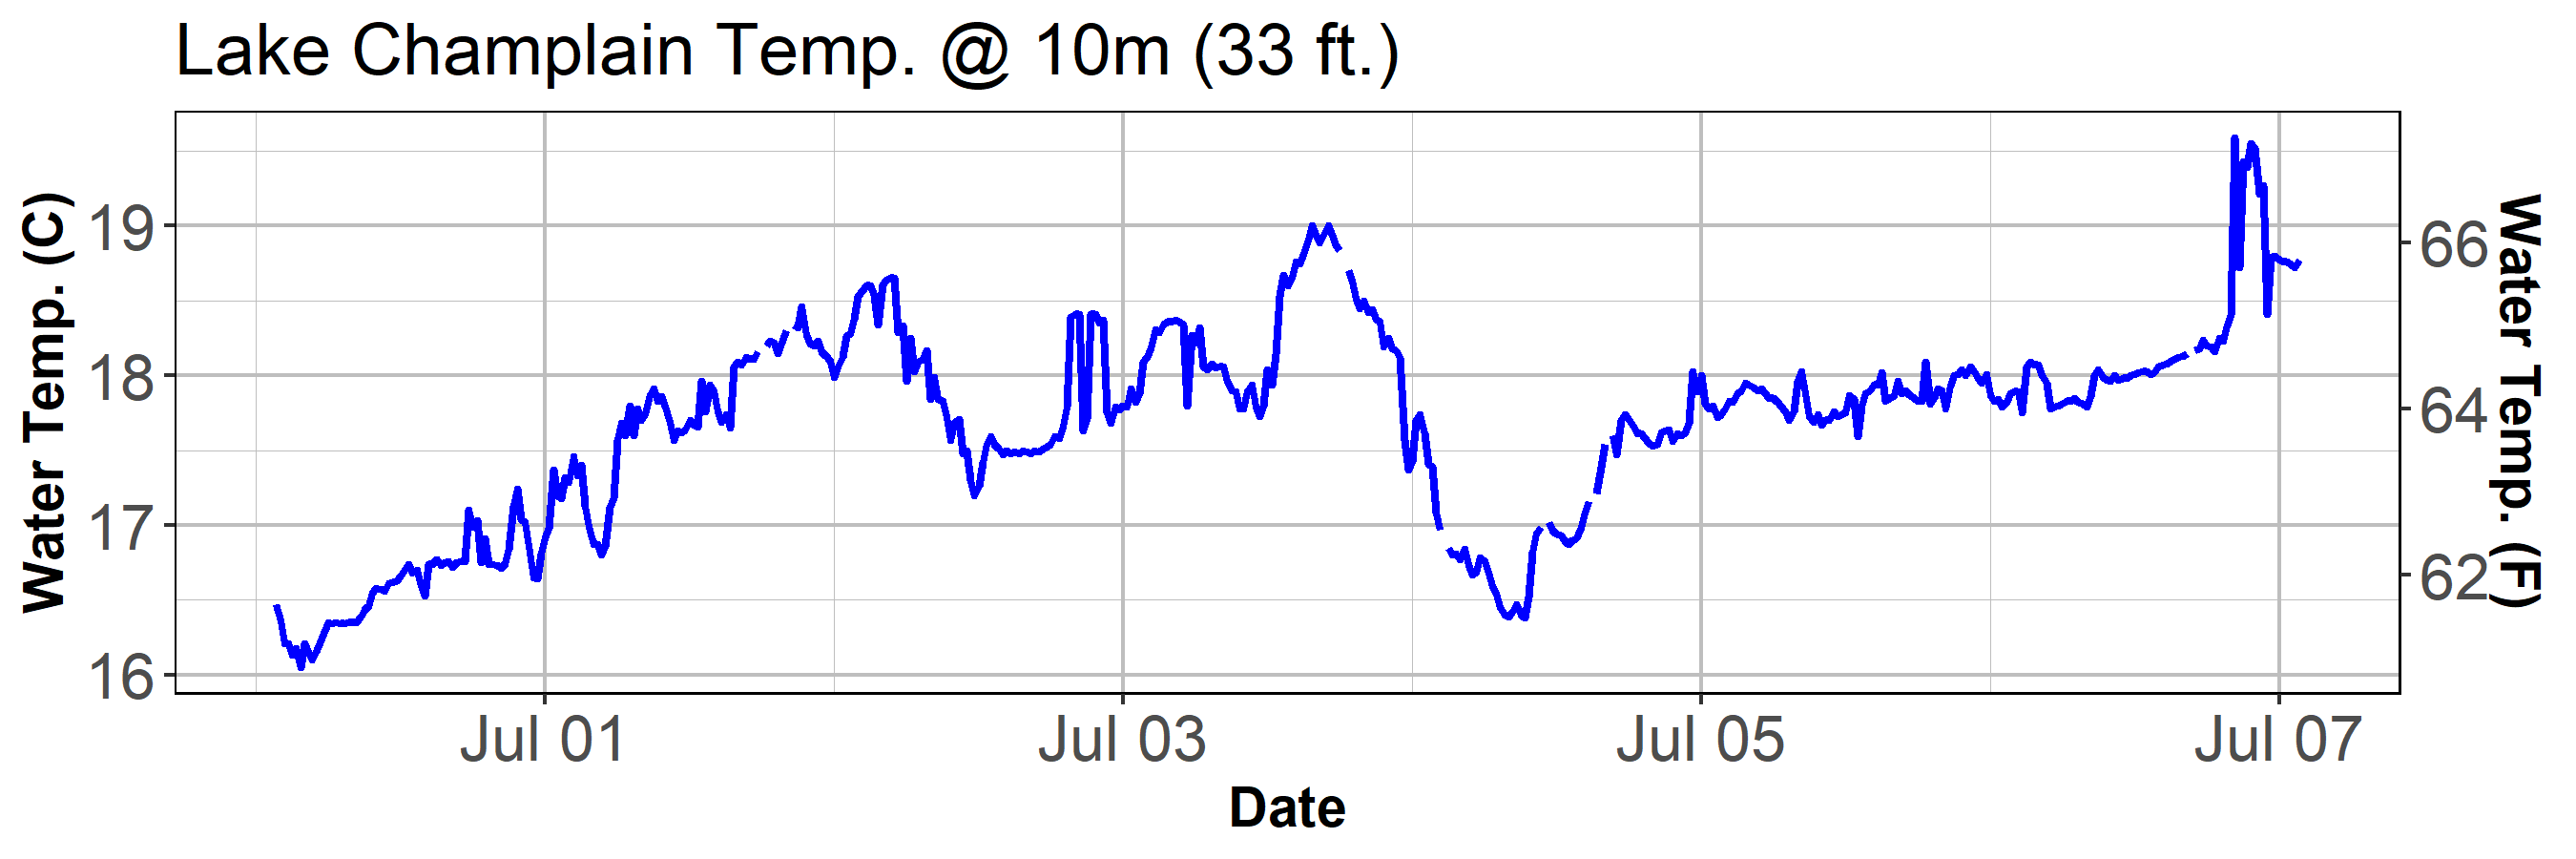 Lake Champlain Temp. @ 10m (33 ft.)
Water Temp. (C)
19
18
17
16
66
64
62
Water Temp. (F)
Jul 01
Jul 03
Jul 05
Jul 07
Date